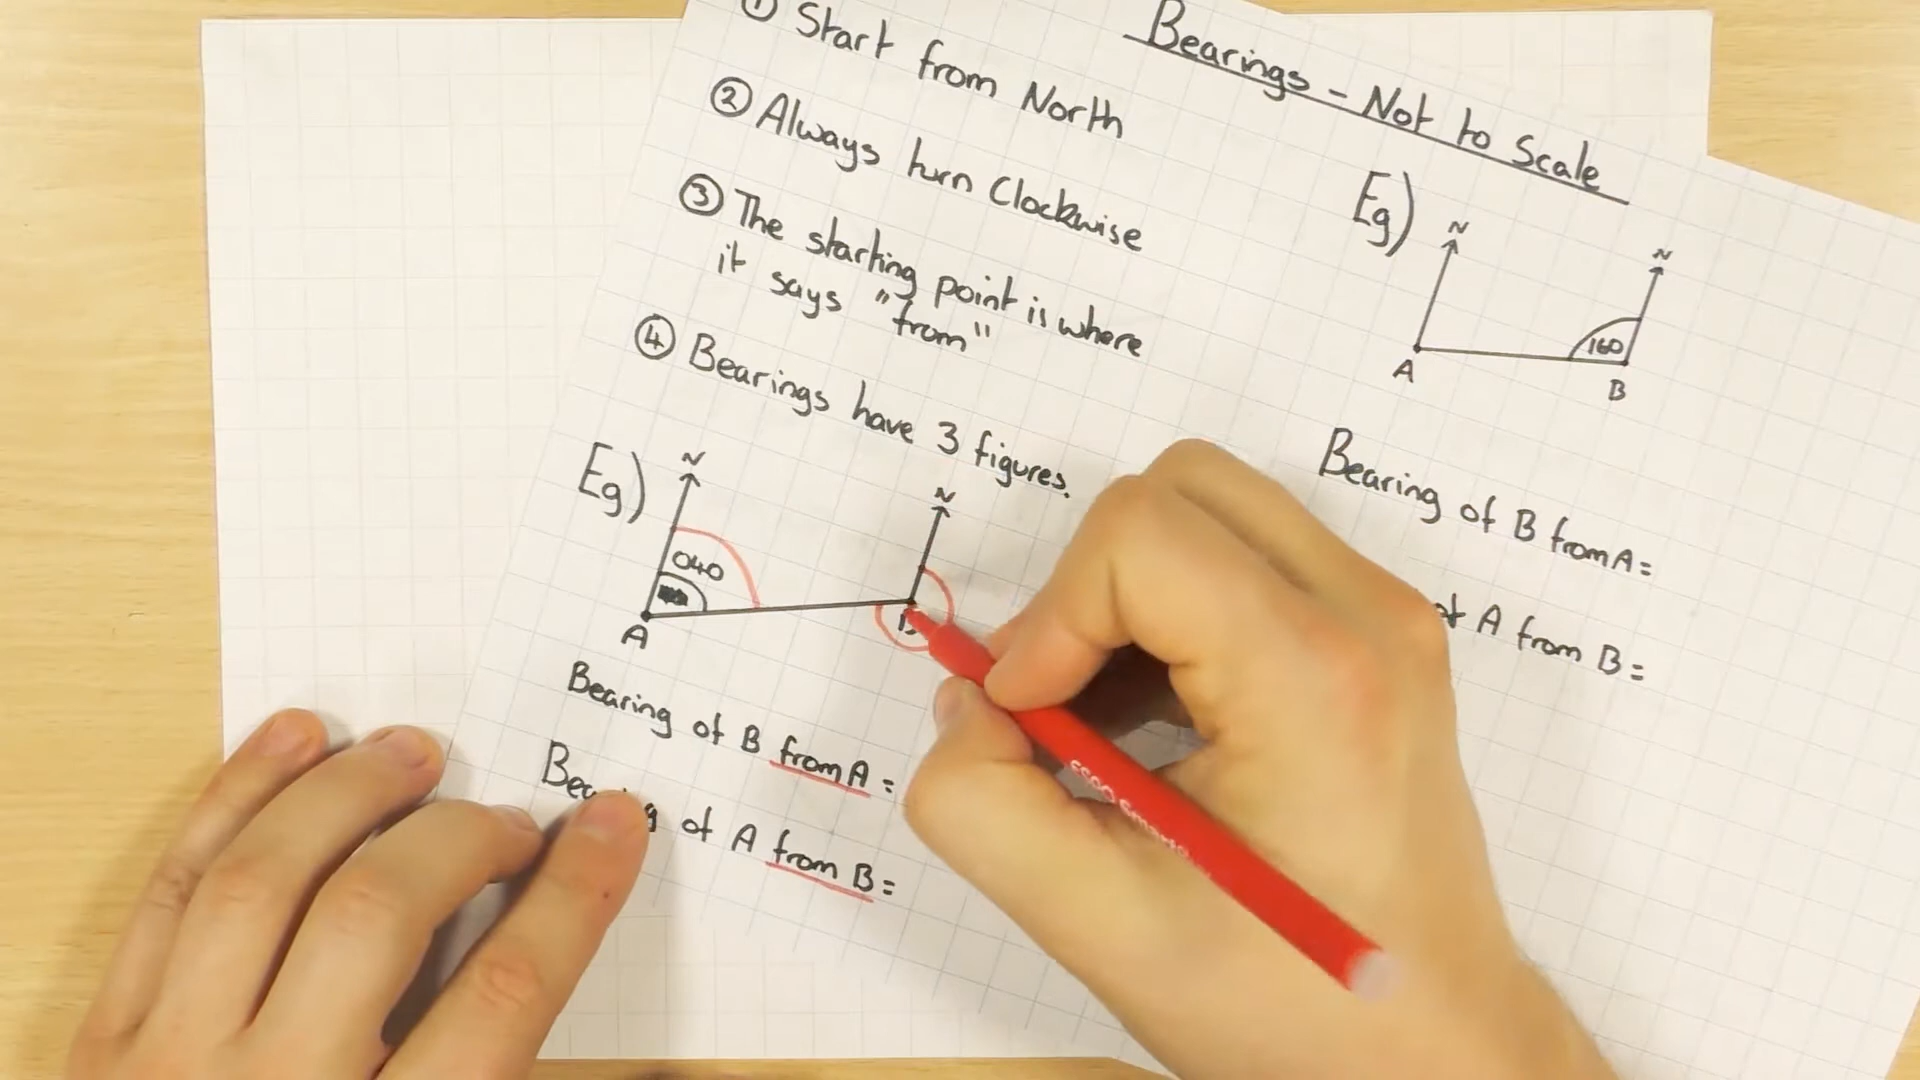 Bearings - Not to Scale
① Start from North
② Always turn Clockwise
③ The starting point is where
it says "from"
④ Bearings have 3 figures.
Eg)
N
N
040
A
Bearing of B from A =
of A from B =
Eg)
N
N
160
A
B
Bearing of B from A =
of A from B =